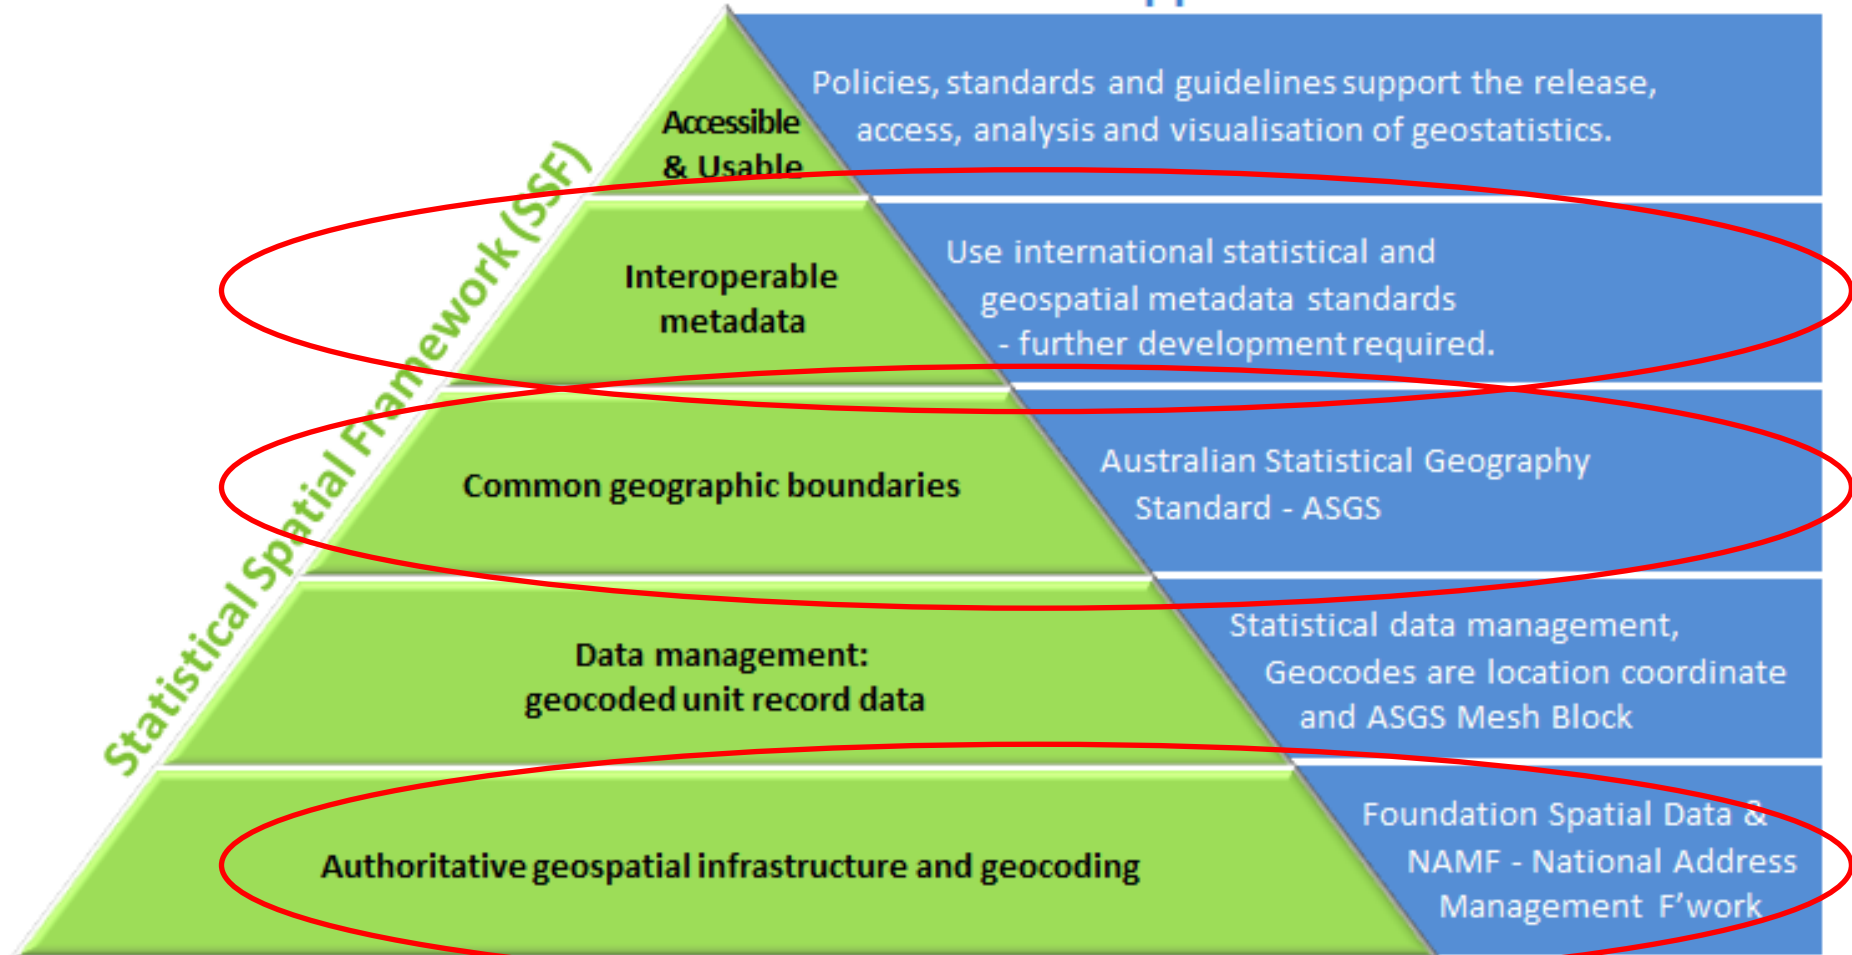 Accessible
& Usable
Policies, standards and guidelines support the release,
access, analysis and visualisation of geostatistics.
Statistical Spatial Framework (SSF)
Interoperable
metadata
Use international statistical and
geospatial metadata standards
- further development required.
Common geographic boundaries
Australian Statistical Geography
Standard - ASGS
Data management:
geocoded unit record data
Statistical data management,
Geocodes are location coordinate
and ASGS Mesh Block
Authoritative geospatial infrastructure and geocoding
Foundation Spatial Data &
NAMF - National Address
Management F'work